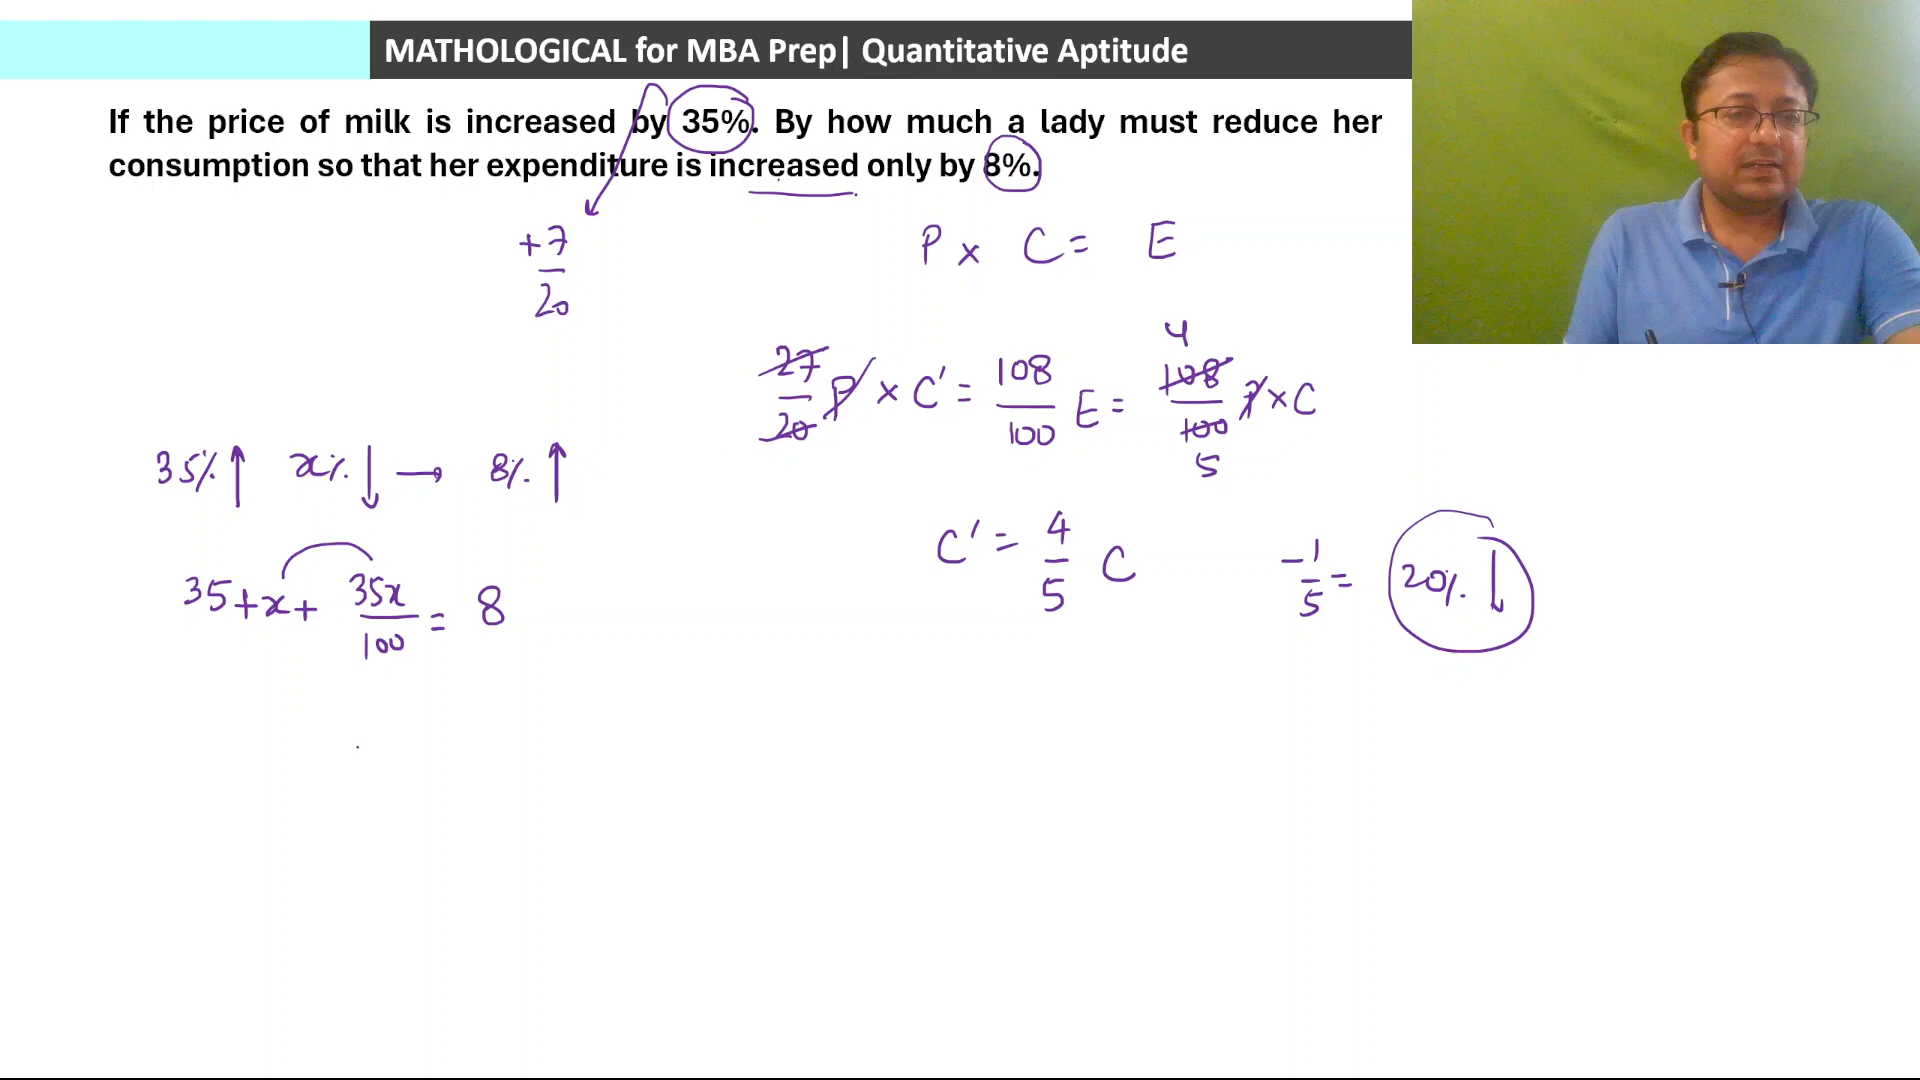 MATHOLOGICAL for MBA Prep| Quantitative Aptitude
If the price of milk is increased by 35%. By how much a lady must reduce her
consumption so that her expenditure is increased only by 8%.
+7/20
P × C = E
27/20 P × C' = 108/100 E = 108/100 P × C
4
5
35% ↑ x% ↓ → 8% ↑
C' = 4/5 C
-1/5 = 20% ↓
35 + x + 35x/100 = 8